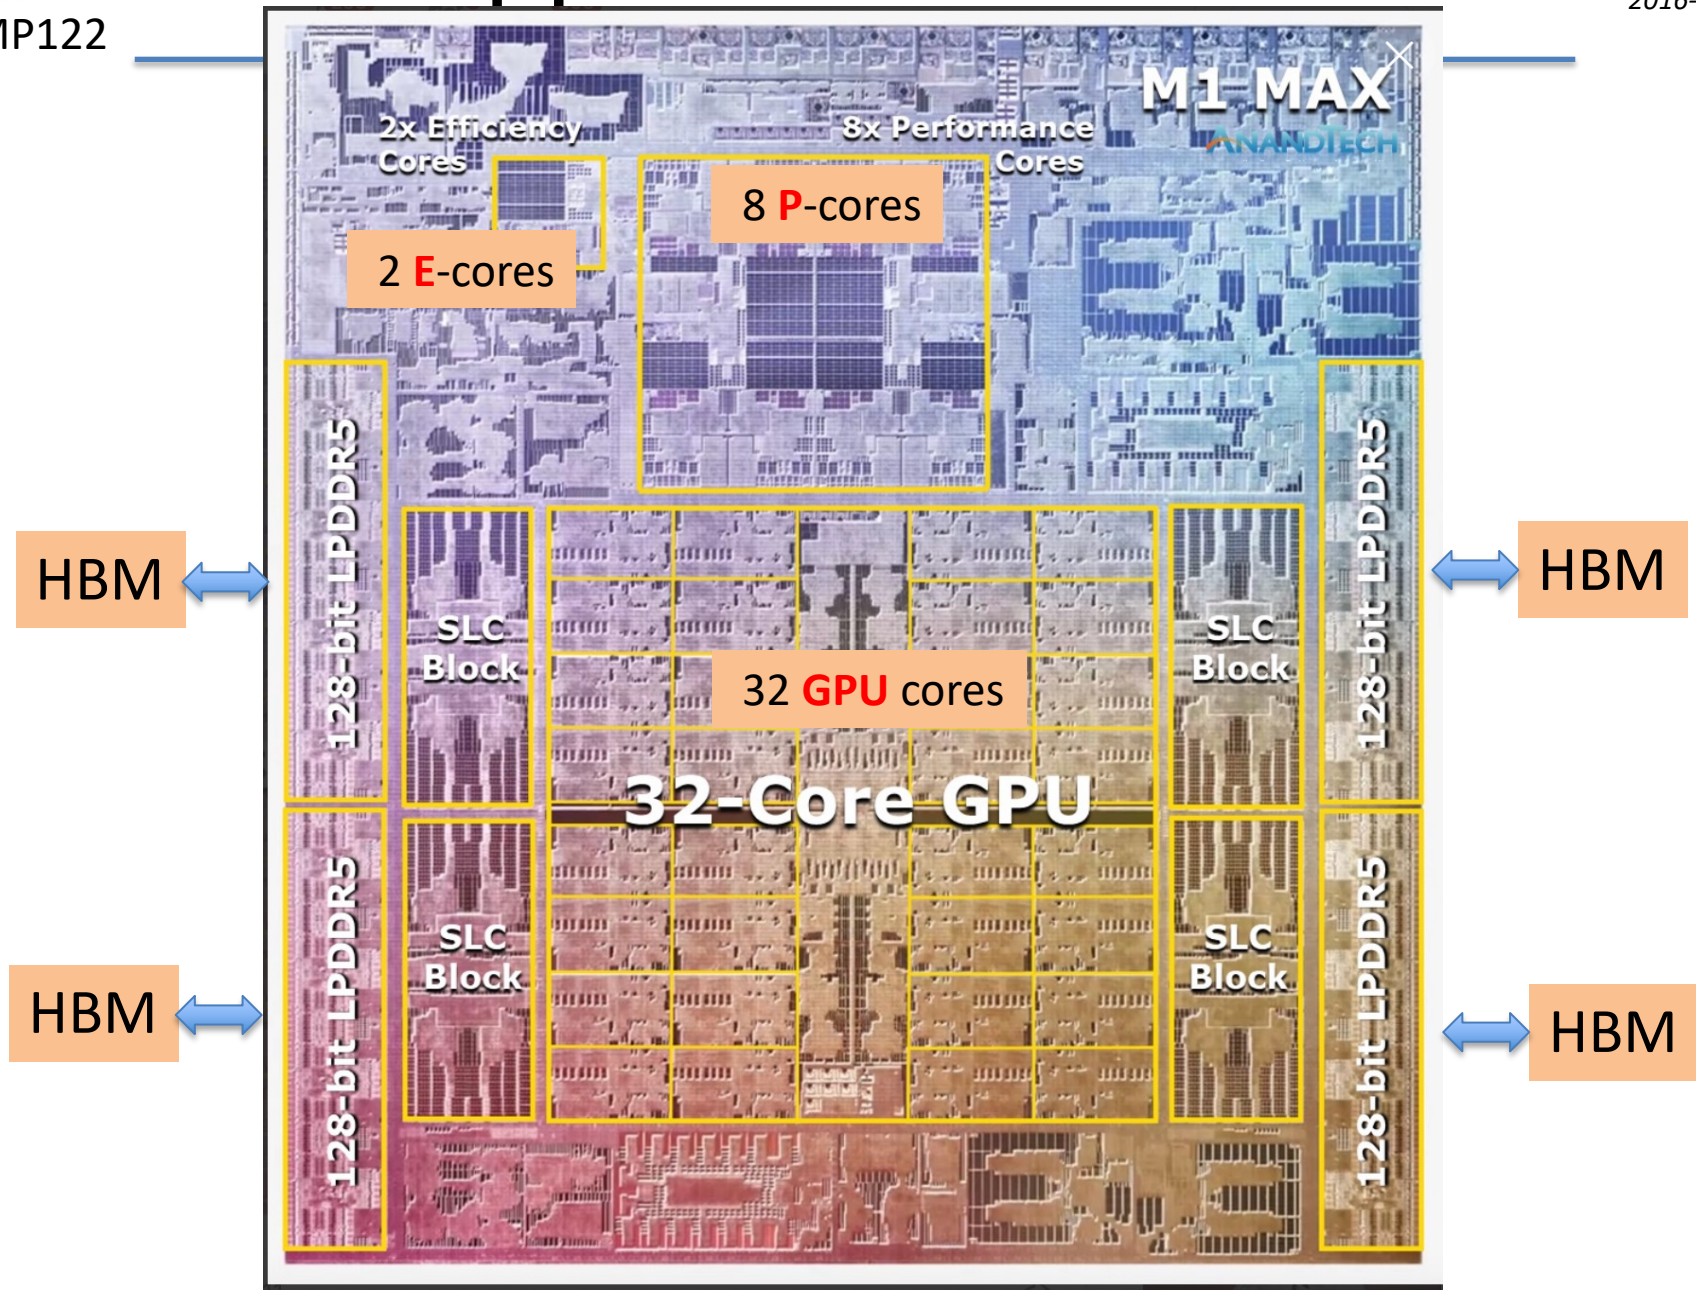 MP122
2016-
M1 MAX
ANANDTECH
2x Efficiency
Cores
8x Performance
Cores
8 P-cores
2 E-cores
128-bit LPDDR5
128-bit LPDDR5
HBM
HBM
SLC
Block
SLC
Block
32 GPU cores
32-Core GPU
128-bit LPDDR5
128-bit LPDDR5
SLC
Block
SLC
Block
HBM
HBM